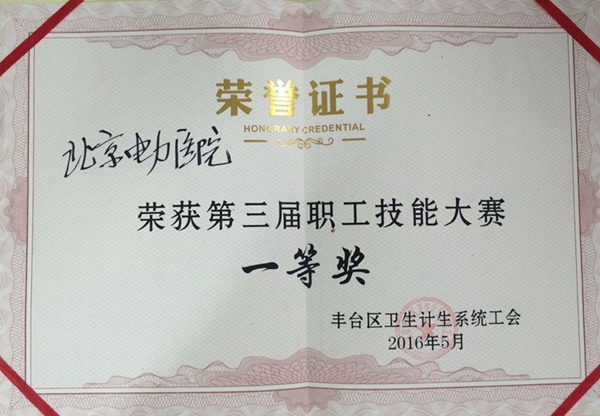 荣誉证书
HONORARY CREDENTIAL
北京电力医院
荣获第三届职工技能大赛
一等奖
丰台区卫生计生系统工会
2016年5月